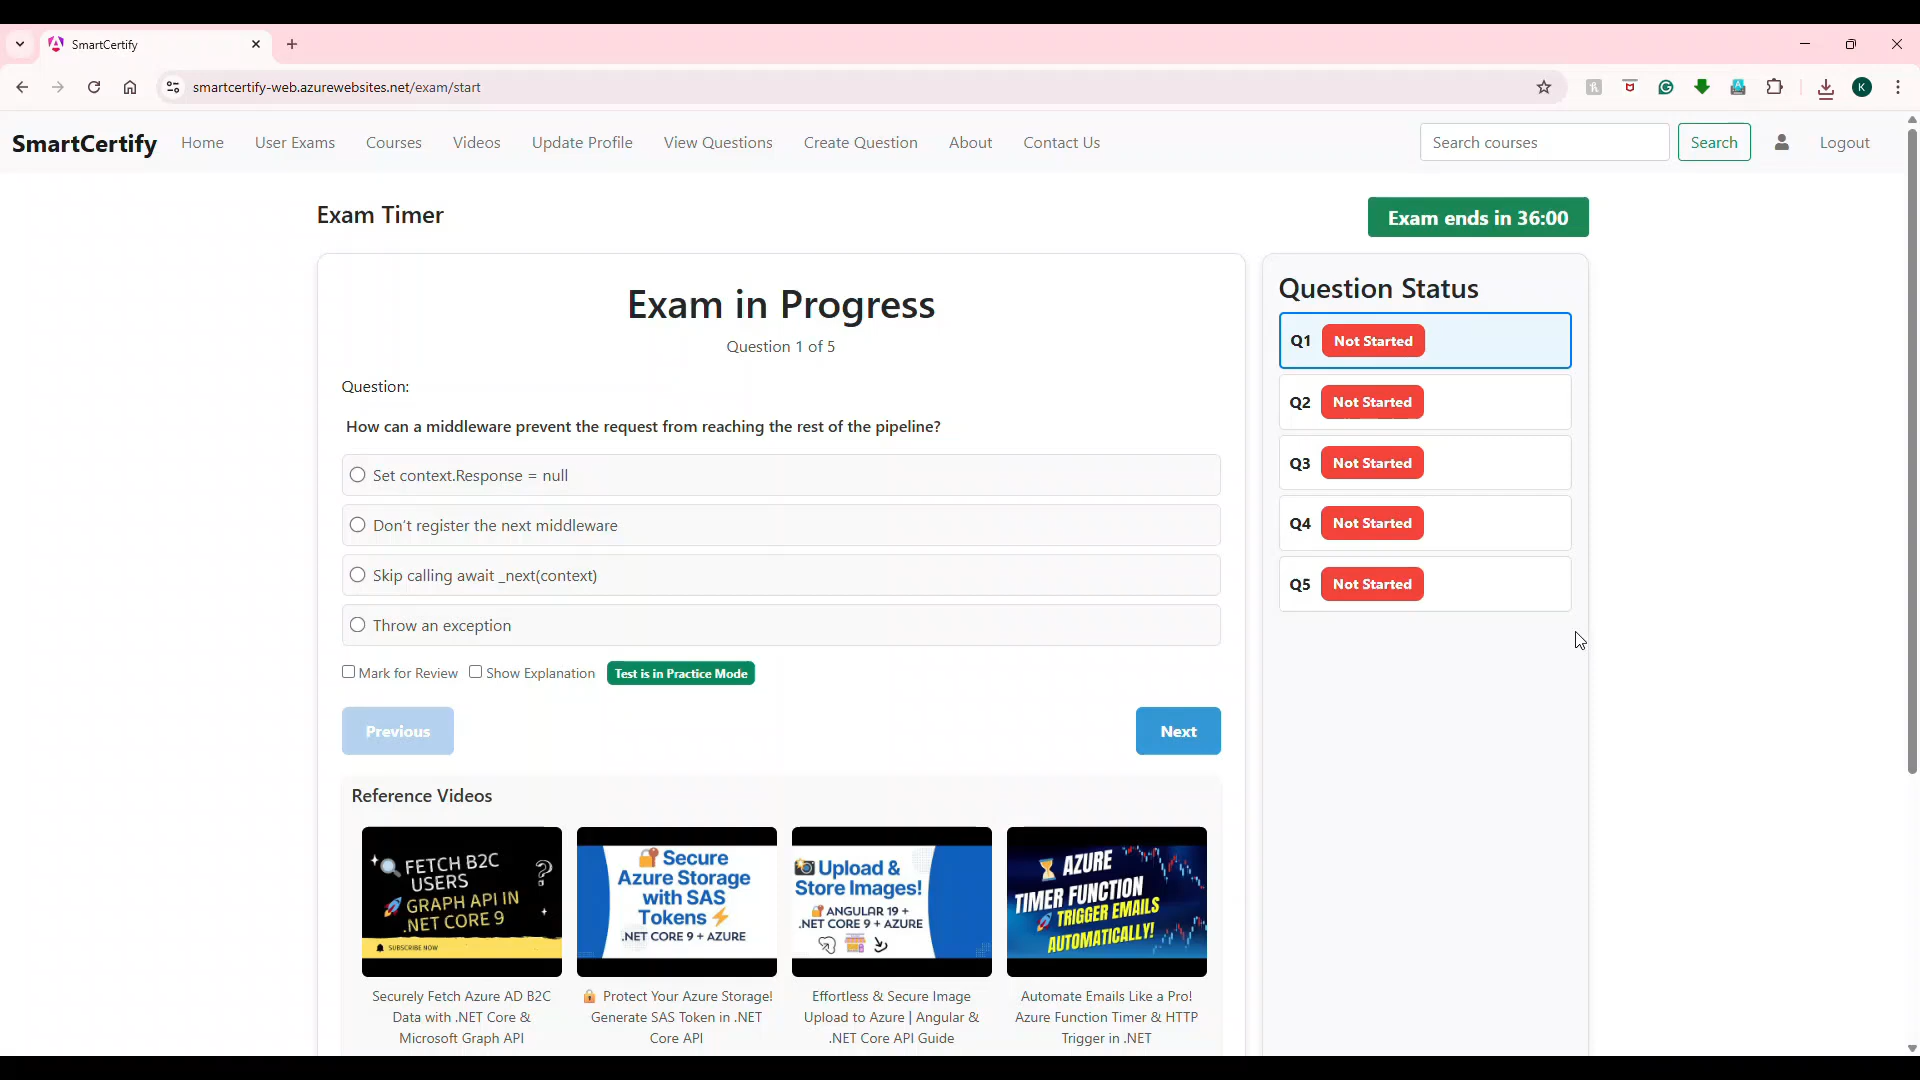 SmartCertify
smartcertify-web.azurewebsites.net/exam/start
K
SmartCertify Home User Exams Courses Videos Update Profile View Questions Create Question About Contact Us Search courses Search Logout
Exam Timer
Exam ends in 36:00
Exam in Progress
Question 1 of 5
Question:
How can a middleware prevent the request from reaching the rest of the pipeline?
Set context.Response = null
Don't register the next middleware
Skip calling await _next(context)
Throw an exception
Mark for Review Show Explanation Test is in Practice Mode
Previous Next
Question Status
Q1 Not Started
Q2 Not Started
Q3 Not Started
Q4 Not Started
Q5 Not Started
Reference Videos
FETCH B2C
USERS
GRAPH API IN
.NET CORE 9
SUBSCRIBE NOW
Securely Fetch Azure AD B2C
Data with .NET Core &
Microsoft Graph API
Secure
Azure Storage
with SAS
Tokens
.NET CORE 9 + AZURE
Protect Your Azure Storage!
Generate SAS Token in .NET
Core API
Upload &
Store Images!
ANGULAR 19 +
.NET CORE 9 + AZURE
Effortless & Secure Image
Upload to Azure | Angular &
.NET Core API Guide
AZURE
TIMER FUNCTION
TRIGGER EMAILS
AUTOMATICALLY!
Automate Emails Like a Pro!
Azure Function Timer & HTTP
Trigger in .NET